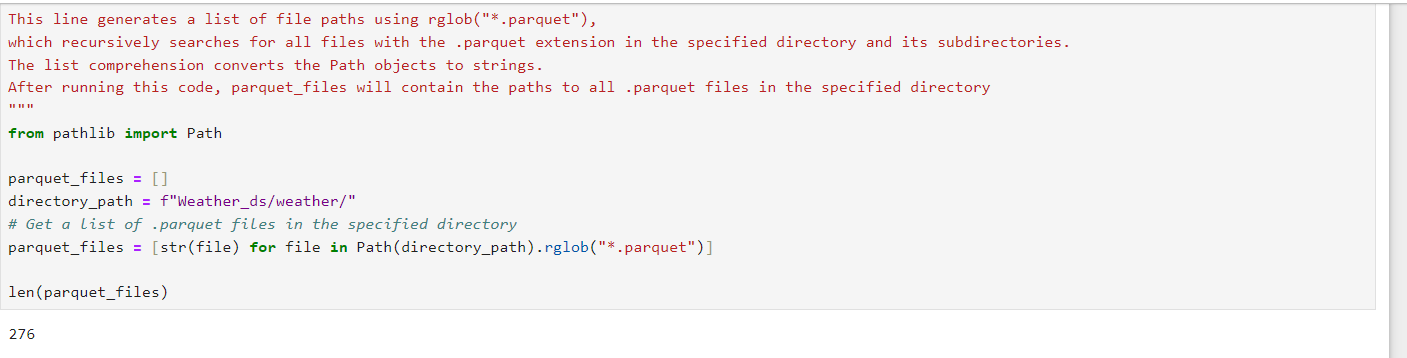 This line generates a list of file paths using rglob("*.parquet"),
which recursively searches for all files with the .parquet extension in the specified directory and its subdirectories.
The list comprehension converts the Path objects to strings.
After running this code, parquet_files will contain the paths to all .parquet files in the specified directory
"""
from pathlib import Path
parquet_files = []
directory_path = f"Weather_ds/weather/"
# Get a list of .parquet files in the specified directory
parquet_files = [str(file) for file in Path(directory_path).rglob("*.parquet")]
len(parquet_files)
276